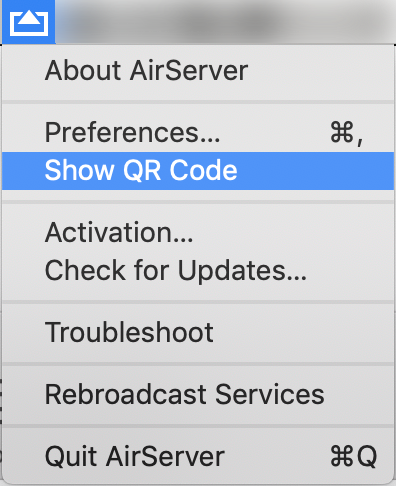 About AirServer
Preferences... ⌘,
Show QR Code
Activation...
Check for Updates...
Troubleshoot
Rebroadcast Services
Quit AirServer ⌘Q